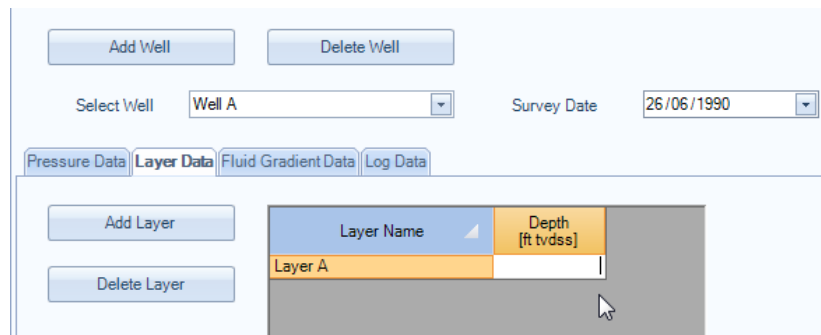 Add Well Delete Well
Select Well Well A Survey Date 26/06/1990
Pressure Data Layer Data Fluid Gradient Data Log Data
Add Layer
Layer Name Depth
[ft tvdss]
Layer A
Delete Layer